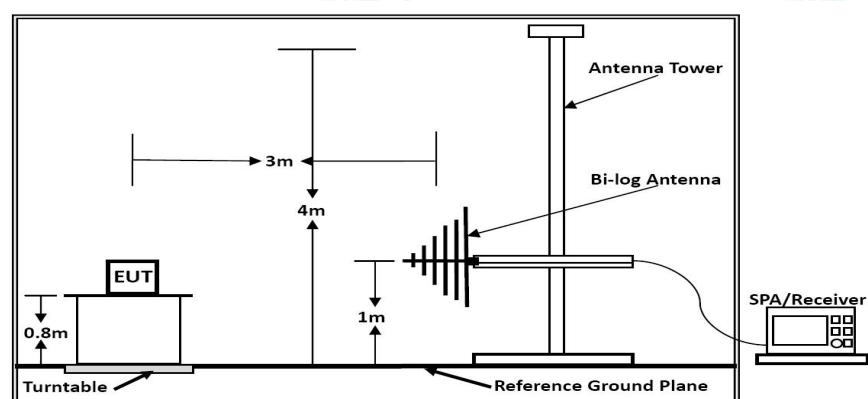 Antenna Tower
3m
Bi-log Antenna
4m
EUT
SPA/Receiver
0.8m
1m
Turntable
Reference Ground Plane